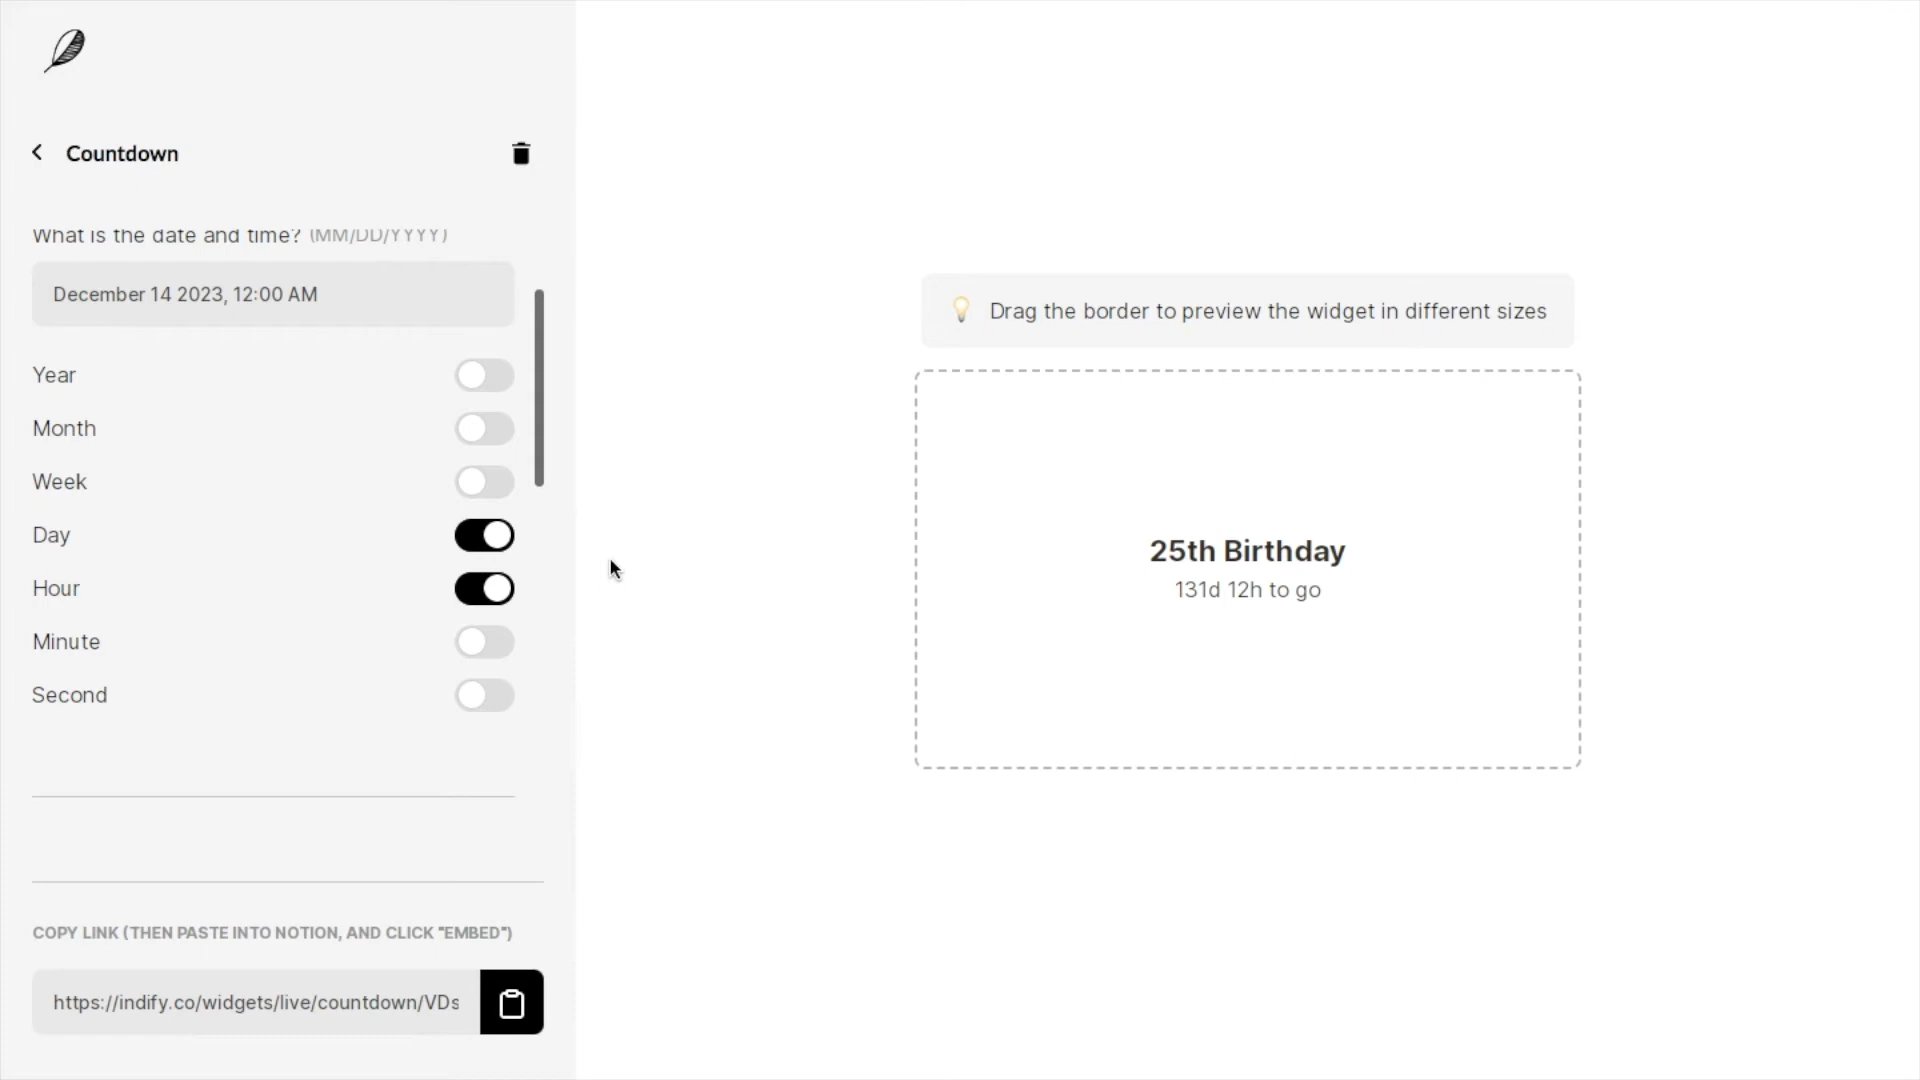 Countdown
What is the date and time? (MM/DD/YYYY)
December 14 2023, 12:00 AM
Year
Month
Week
Day
Hour
Minute
Second
COPY LINK (THEN PASTE INTO NOTION, AND CLICK "EMBED")
https://indify.co/widgets/live/countdown/VDs
Drag the border to preview the widget in different sizes
25th Birthday
131d 12h to go